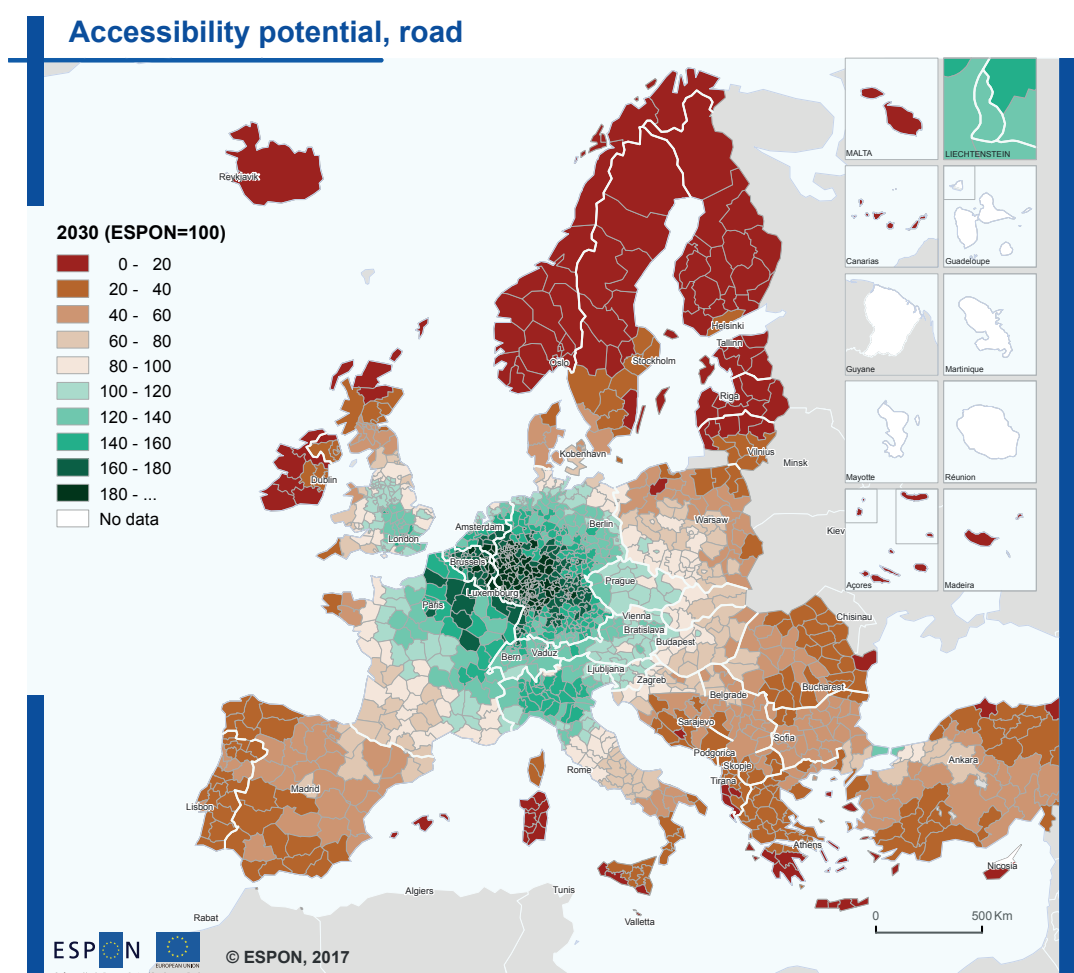 Accessibility potential, road
MALTA
LIECHTENSTEIN
Reykjavik
2030 (ESPON=100)
0 - 20
20 - 40
40 - 60
60 - 80
80 - 100
100 - 120
120 - 140
140 - 160
160 - 180
180 - ...
No data
Canarias
Guadeloupe
Guyane
Martinique
Mayotte
Réunion
Açores
Madeira
Helsinki
Tallinn
Oslo
Stockholm
Riga
Kobenhavn
Vilnius
Minsk
Dublin
Amsterdam
Berlin
Warsaw
London
Kiev
Brussels
Prague
Luxembourg
Paris
Vienna
Chisinau
Bratislava
Budapest
Bern
Vaduz
Ljubljana
Zagreb
Belgrade
Bucharest
Sarajevo
Sofia
Podgorica
Skopje
Ankara
Rome
Tirana
Madrid
Lisbon
Athens
Nicosia
Algiers
Tunis
Rabat
Valletta
0 500 Km
ESPON
EUROPEAN UNION
© ESPON, 2017